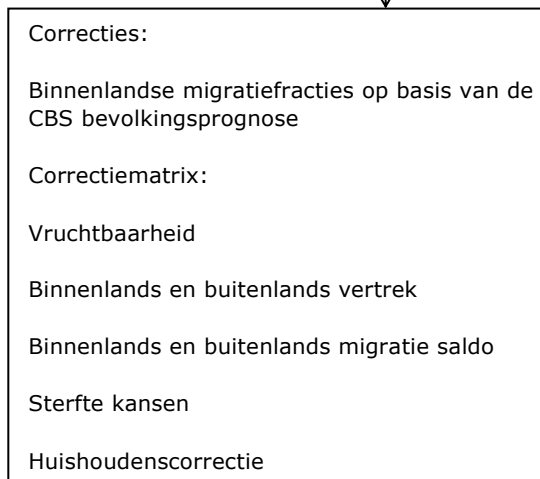 Correcties:
Binnenlandse migratiefracties op basis van de
CBS bevolkingsprognose
Correctiematrix:
Vruchtbaarheid
Binnenlands en buitenlands vertrek
Binnenlands en buitenlands migratie saldo
Sterfte kansen
Huishoudenscorrectie